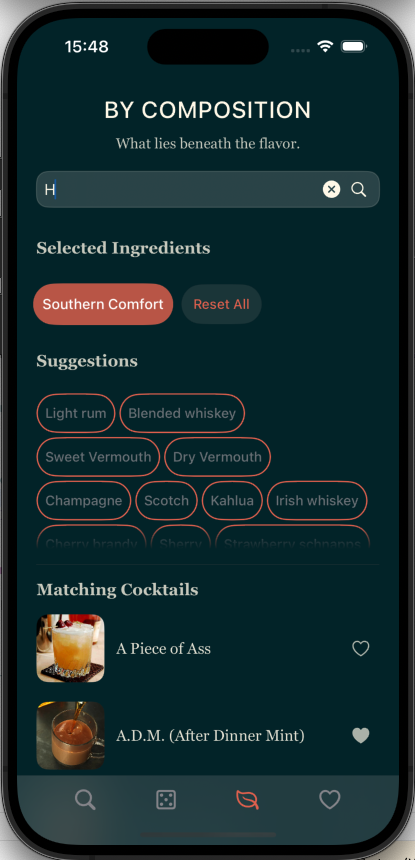 15:48
BY COMPOSITION
What lies beneath the flavor.
H
Selected Ingredients
Southern Comfort Reset All
Suggestions
Light rum Blended whiskey
Sweet Vermouth Dry Vermouth
Champagne Scotch Kahlua Irish whiskey
Cherry brandy Sherry Strawberry schnapps
Matching Cocktails
A Piece of Ass
A.D.M. (After Dinner Mint)